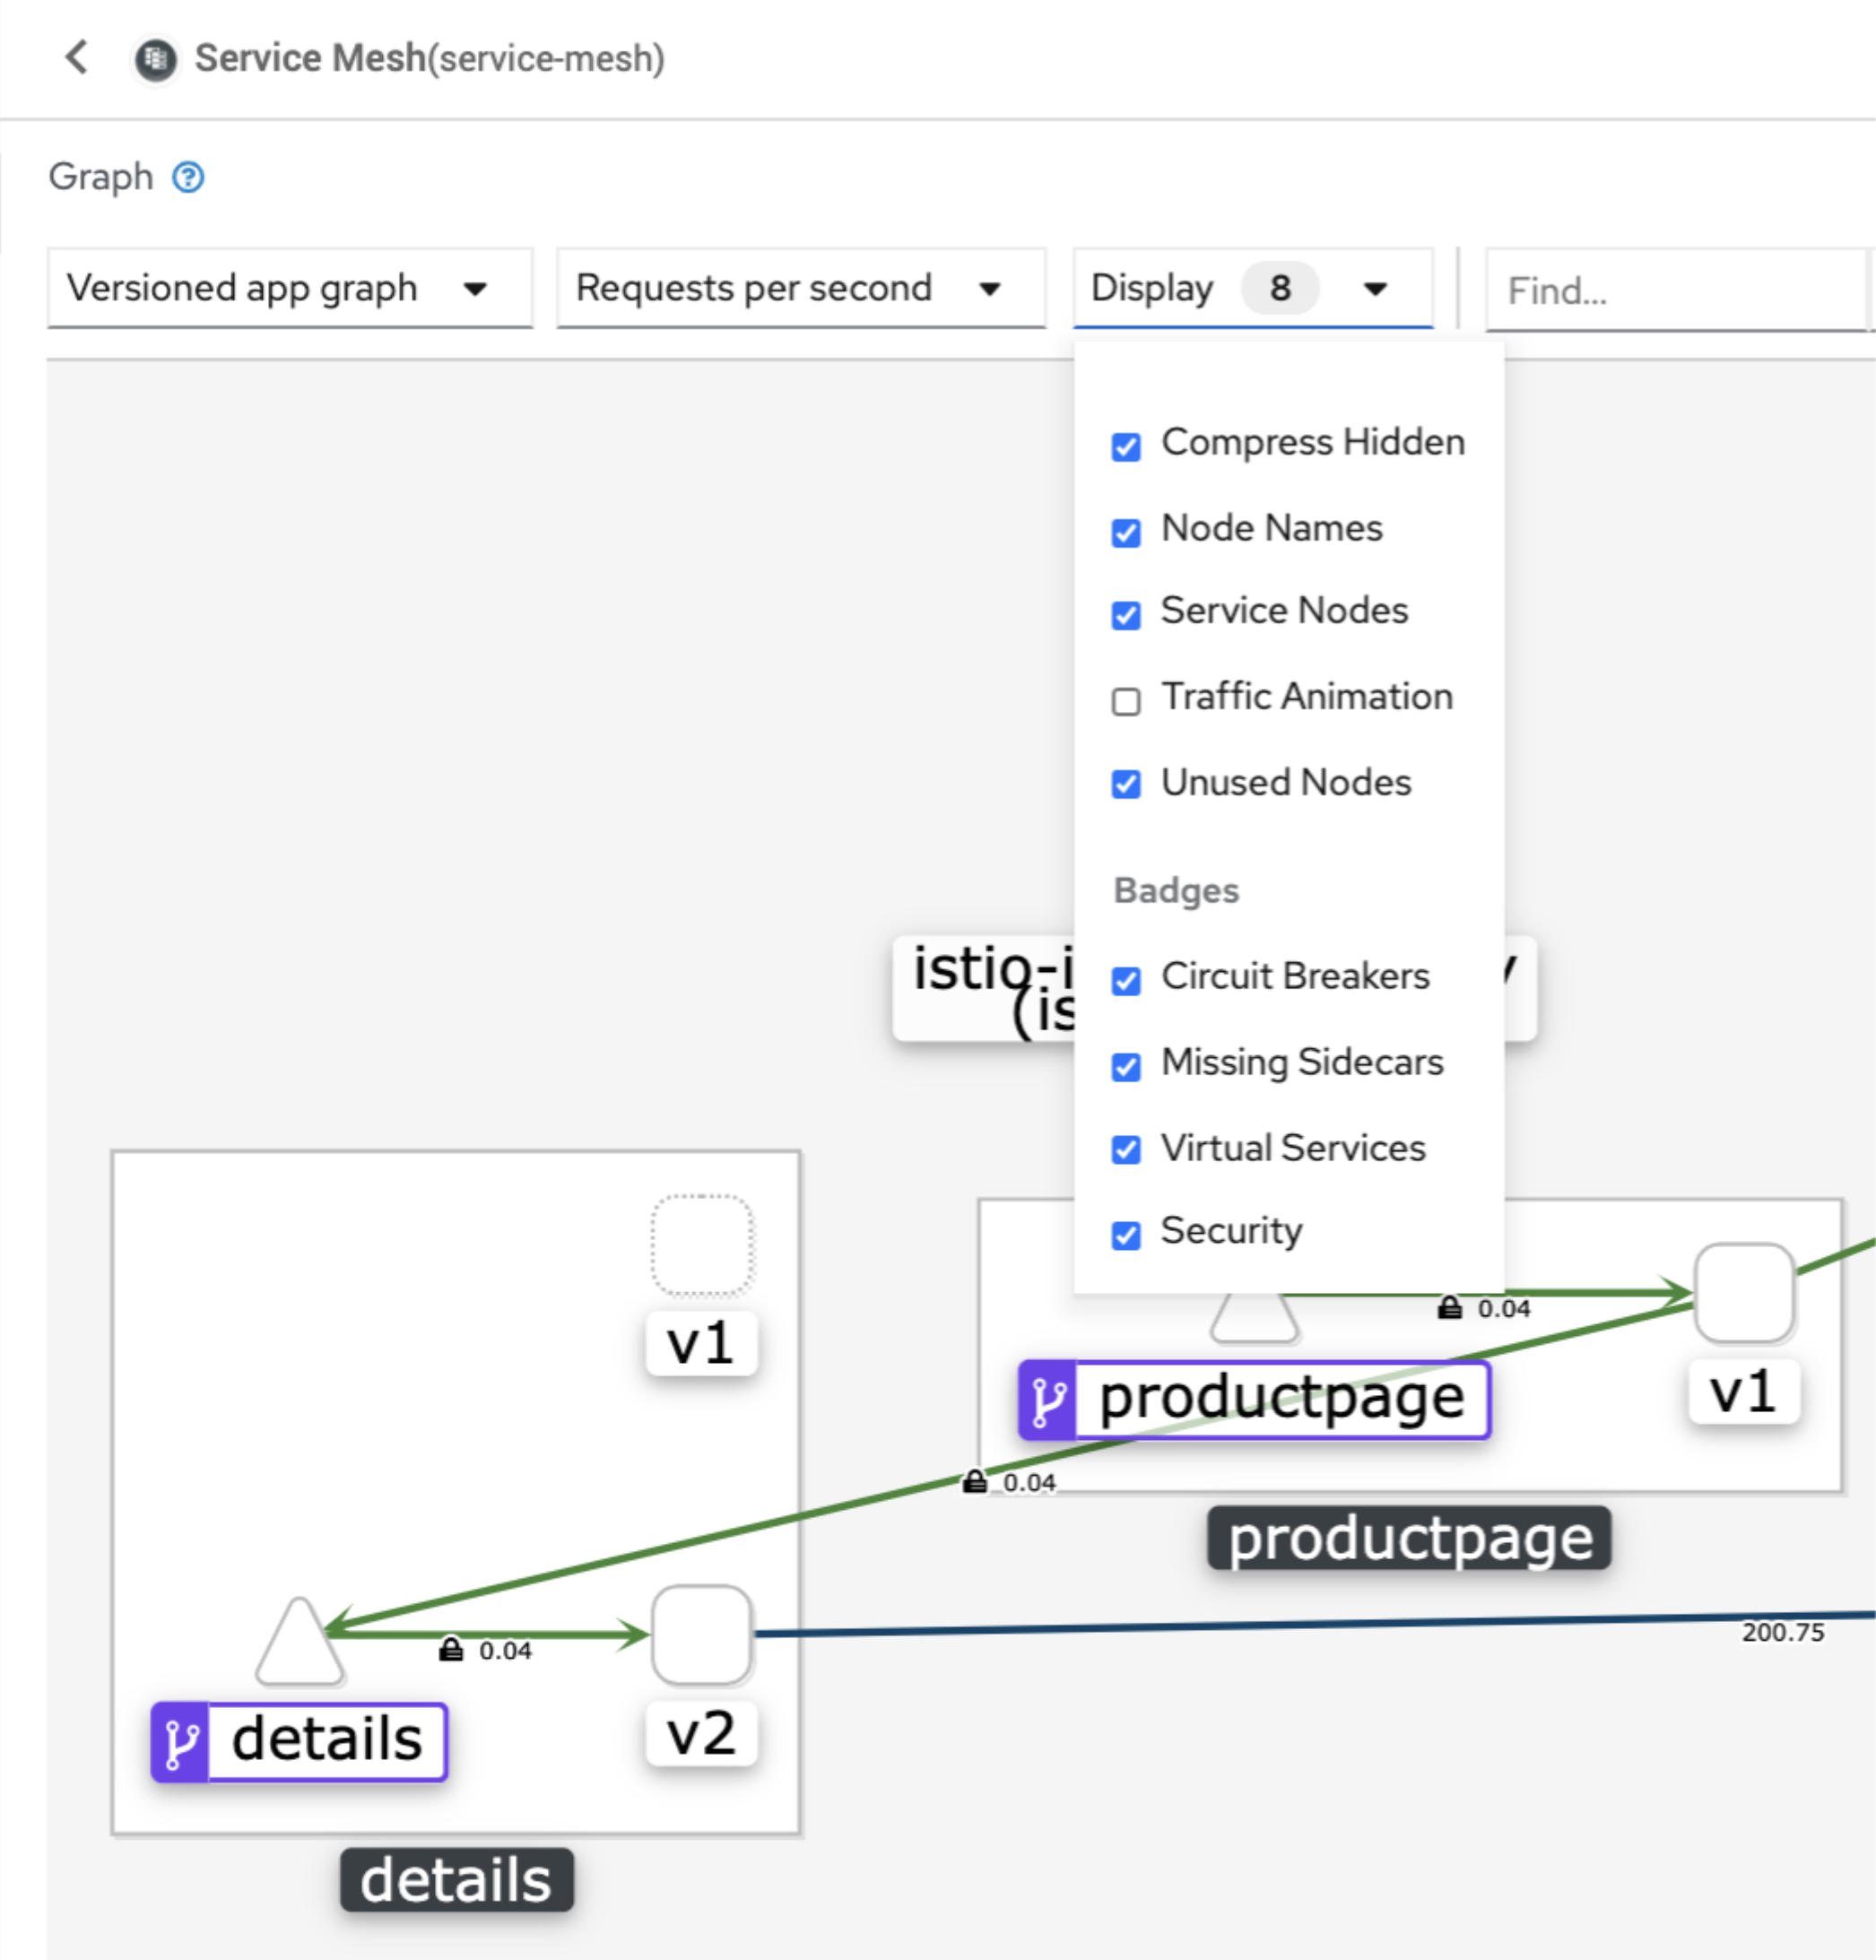 Service Mesh(service-mesh)
Graph
Versioned app graph
Requests per second
Display 8
Find...
Compress Hidden
Node Names
Service Nodes
Traffic Animation
Unused Nodes
Badges
Circuit Breakers
Missing Sidecars
Virtual Services
Security
istio-i
(is
y
v1
0.04
productpage
v1
0.04
productpage
0.04
200.75
details
v2
details